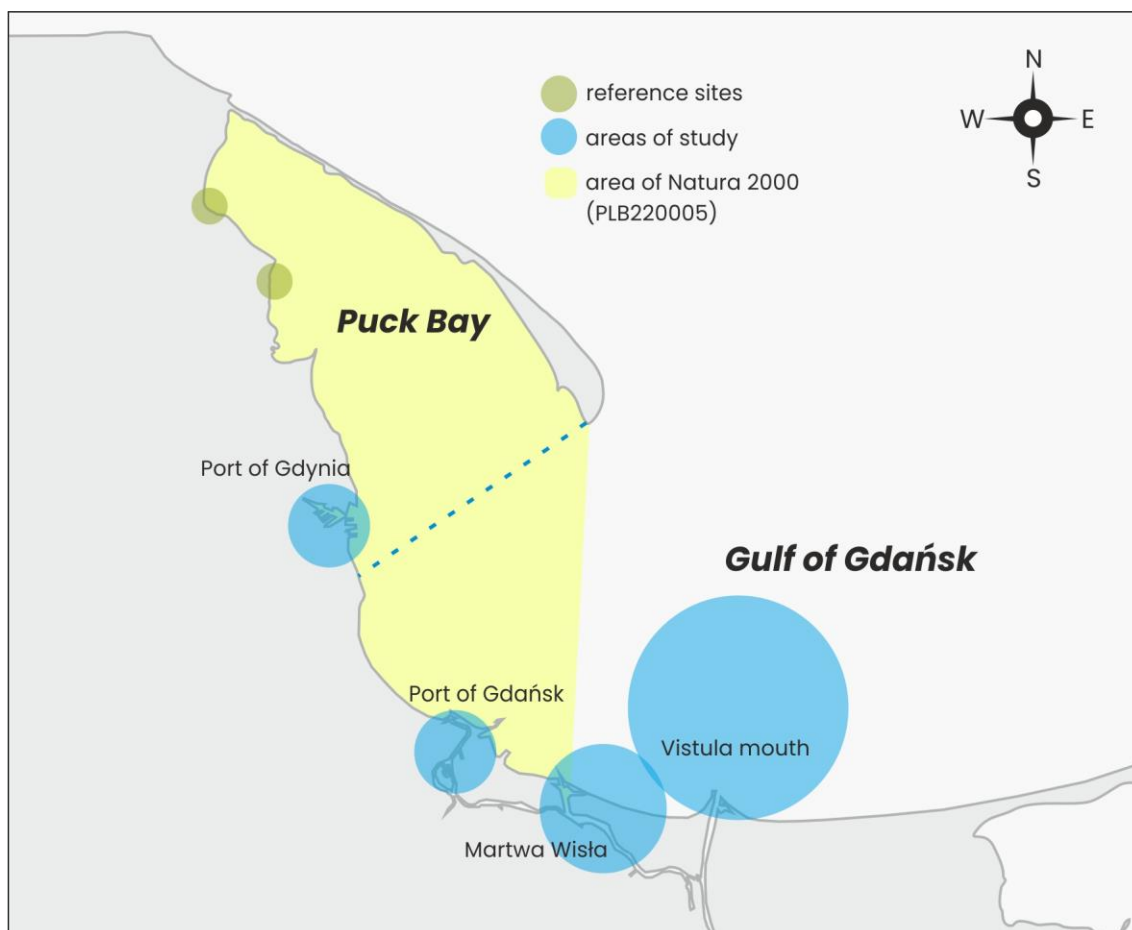 N
reference sites
W E
areas of study
S
area of Natura 2000
(PLB220005)
Puck Bay
Port of Gdynia
Gulf of Gdańsk
Port of Gdańsk
Vistula mouth
Martwa Wisła